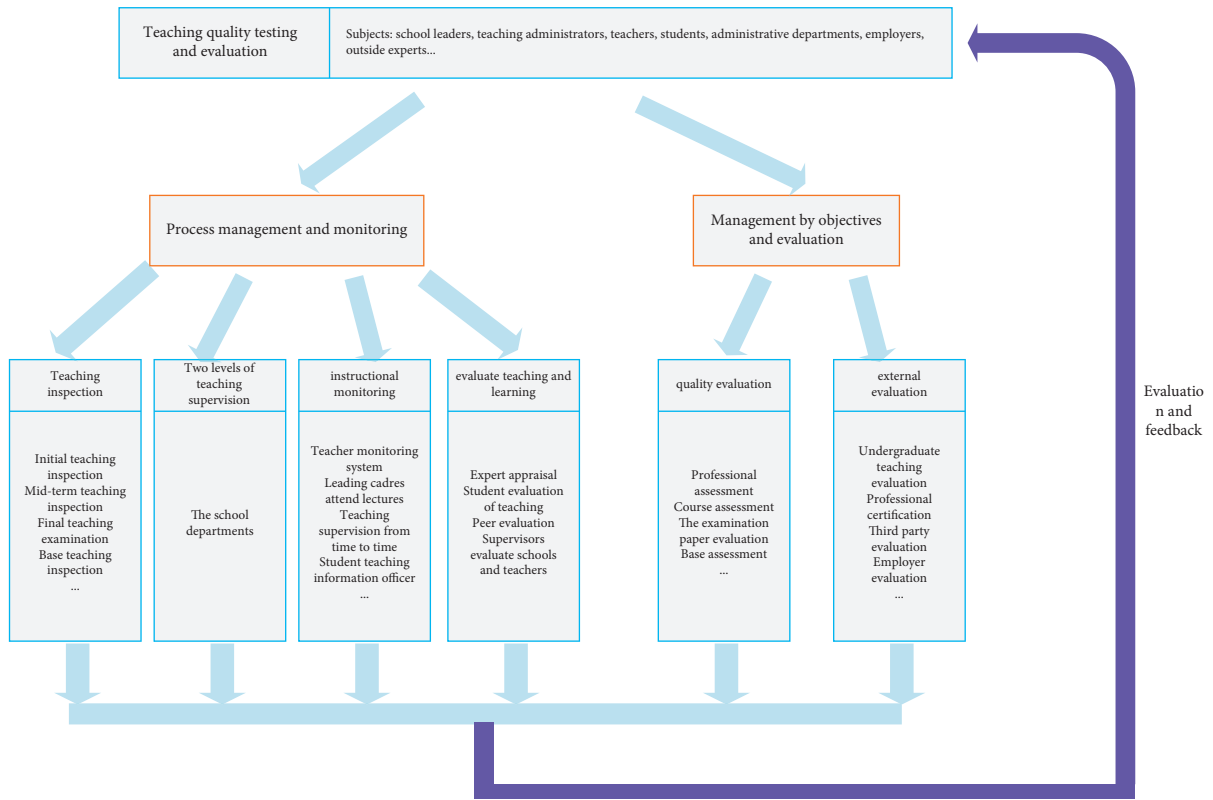 Teaching quality testing
and evaluation
Subjects: school leaders, teaching administrators, teachers, students, administrative departments, employers,
outside experts...
Process management and monitoring
Management by objectives
and evaluation
Teaching
inspection
Initial teaching
inspection
Mid-term teaching
inspection
Final teaching
examination
Base teaching
inspection
...
Two levels of
teaching
supervision
The school
departments
instructional
monitoring
Teacher monitoring
system
Leading cadres
attend lectures
Teaching
supervision from
time to time
Student teaching
information officer
...
evaluate teaching and
learning
Expert appraisal
Student evaluation
of teaching
Peer evaluation
Supervisors
evaluate schools
and teachers
quality evaluation
Professional
assessment
Course assessment
The examination
paper evaluation
Base assessment
...
external
evaluation
Undergraduate
teaching
evaluation
Professional
certification
Third party
evaluation
Employer
evaluation
...
Evaluatio
n and
feedback